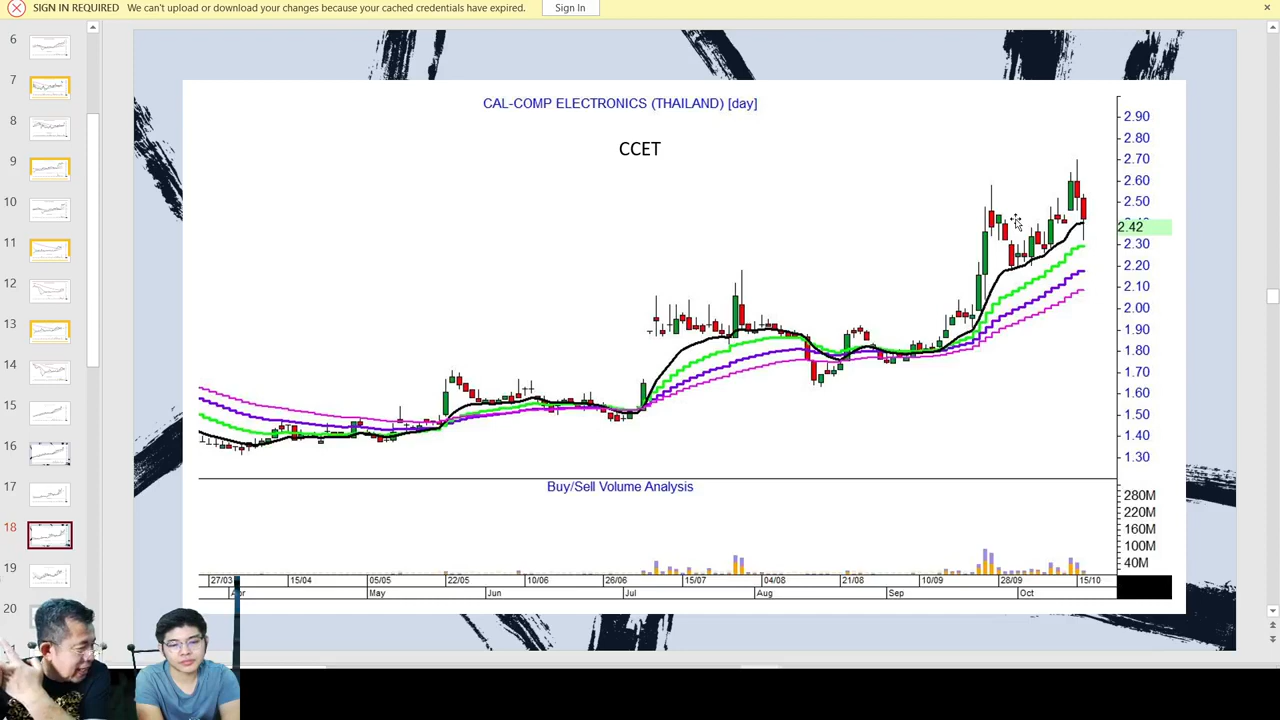 SIGN IN REQUIRED We can't upload or download your changes because your cached credentials have expired. Sign In
6
7
8
9
10
11
12
13
14
15
16
17
18
19
20
CAL-COMP ELECTRONICS (THAILAND) [day]
CCET
2.90
2.80
2.70
2.60
2.50
2.42
2.30
2.20
2.10
2.00
1.90
1.80
1.70
1.60
1.50
1.40
1.30
Buy/Sell Volume Analysis
280M
220M
160M
100M
40M
27/03 15/04 05/05 22/05 10/06 26/06 15/07 04/08 21/08 10/09 28/09 15/10
Apr May Jun Jul Aug Sep Oct